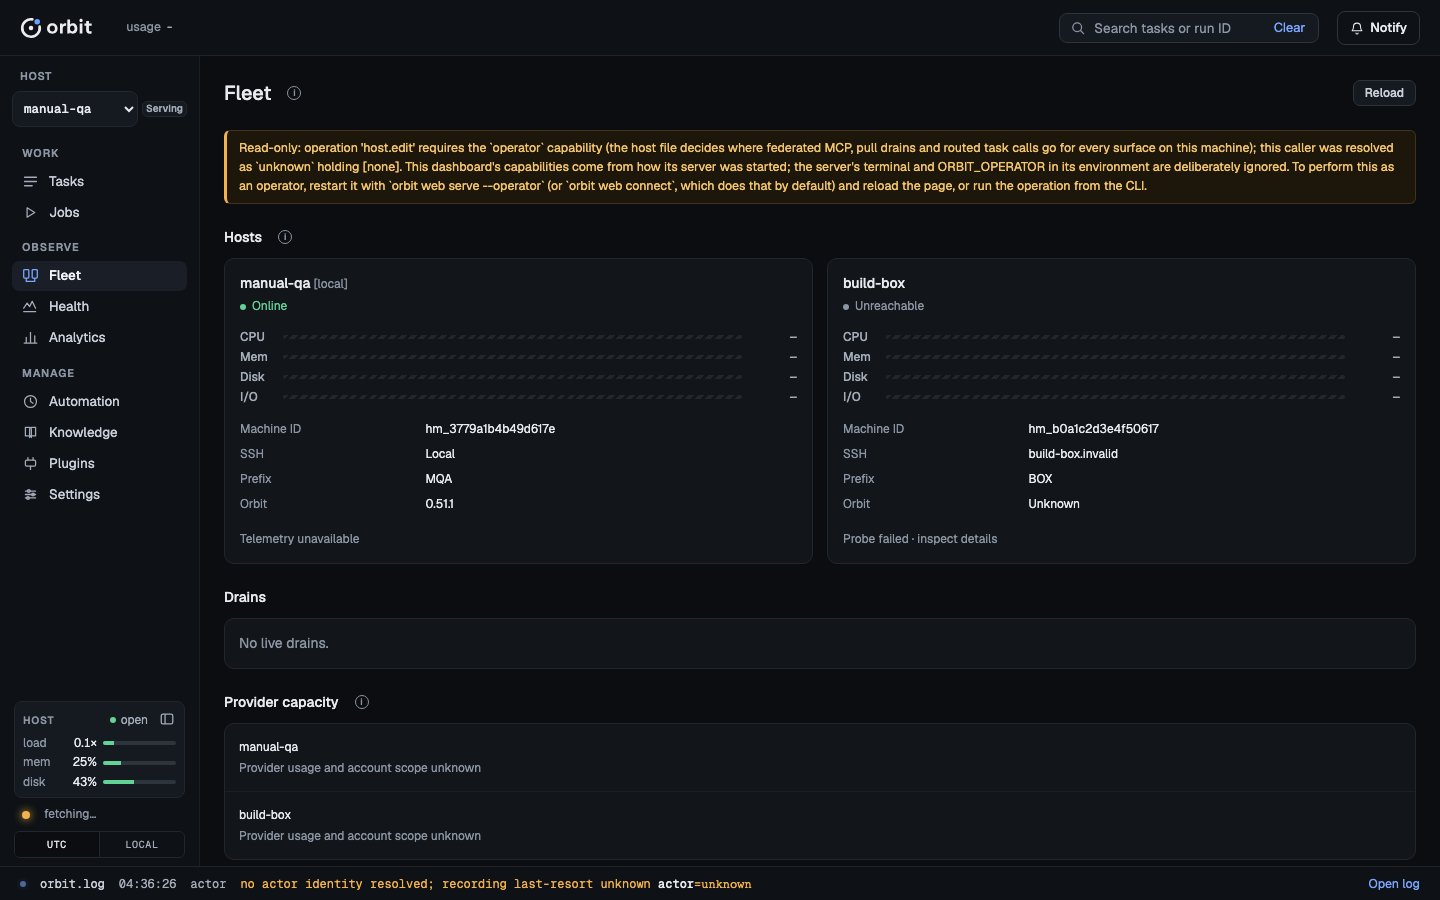 orbit
usage –
Search tasks or run ID
Clear
Notify
HOST
manual-qa
Serving
WORK
Tasks
Jobs
OBSERVE
Fleet
Health
Analytics
MANAGE
Automation
Knowledge
Plugins
Settings
HOST
open
load 0.1×
mem 25%
disk 43%
fetching…
UTC
LOCAL
Fleet
Reload
Read-only: operation 'host.edit' requires the `operator` capability (the host file decides where federated MCP, pull drains and routed task calls go for every surface on this machine); this caller was resolved
as `unknown` holding [none]. This dashboard's capabilities come from how its server was started; the server's terminal and ORBIT_OPERATOR in its environment are deliberately ignored. To perform this as
an operator, restart it with `orbit web serve --operator` (or `orbit web connect`, which does that by default) and reload the page, or run the operation from the CLI.
Hosts
manual-qa [local]
Online
CPU –
Mem –
Disk –
I/O –
Machine ID hm_3779a1b4b49d617e
SSH Local
Prefix MQA
Orbit 0.51.1
Telemetry unavailable
build-box
Unreachable
CPU –
Mem –
Disk –
I/O –
Machine ID hm_b0a1c2d3e4f50617
SSH build-box.invalid
Prefix BOX
Orbit Unknown
Probe failed · inspect details
Drains
No live drains.
Provider capacity
manual-qa
Provider usage and account scope unknown
build-box
Provider usage and account scope unknown
orbit.log 04:36:26 actor no actor identity resolved; recording last-resort unknown actor=unknown
Open log